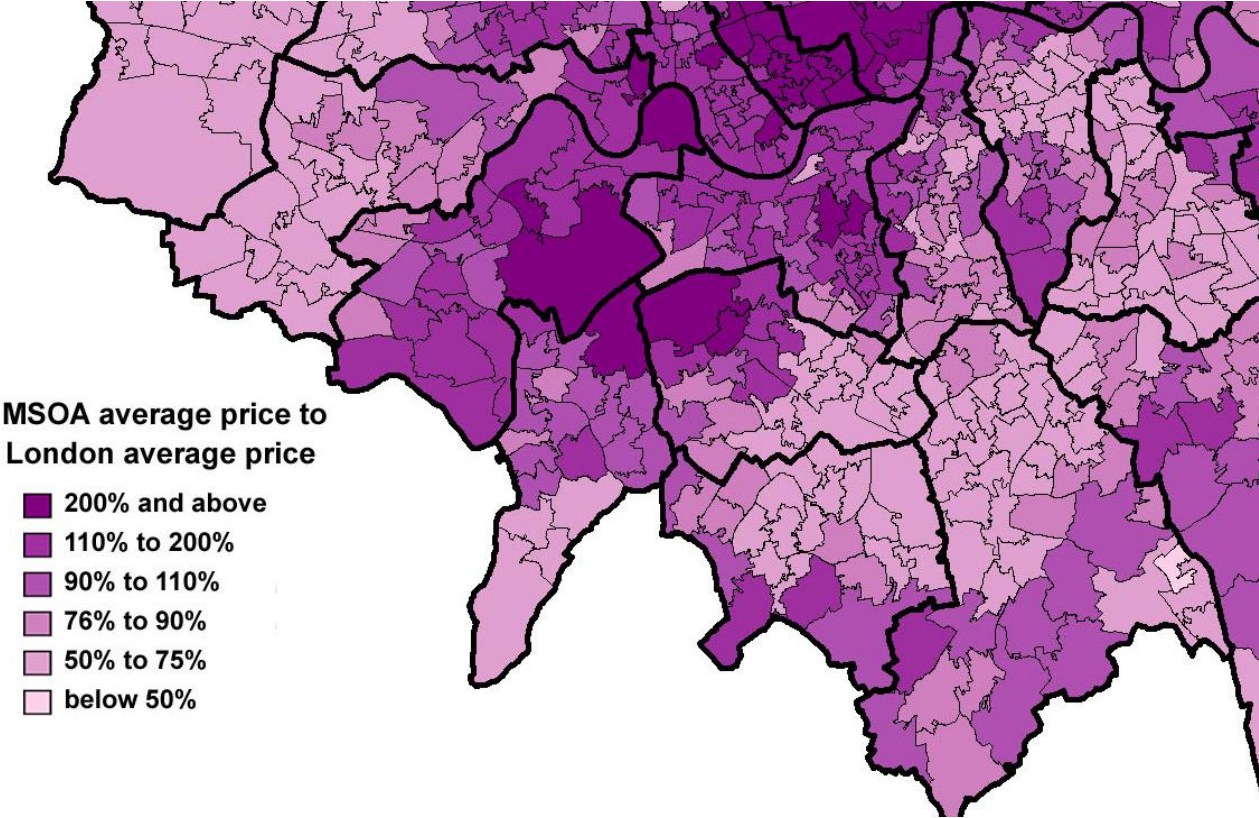 MSOA average price to
London average price
200% and above
110% to 200%
90% to 110%
76% to 90%
50% to 75%
below 50%